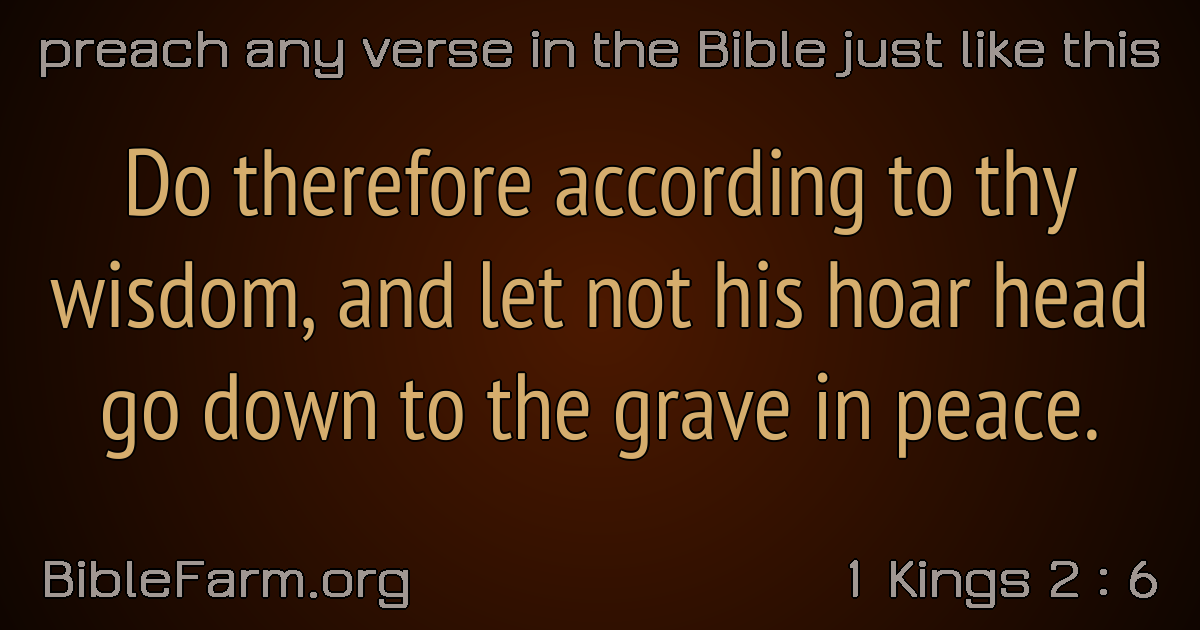 preach any verse in the Bible just like this
Do therefore according to thy
wisdom, and let not his hoar head
go down to the grave in peace.
BibleFarm.org
1 Kings 2 : 6